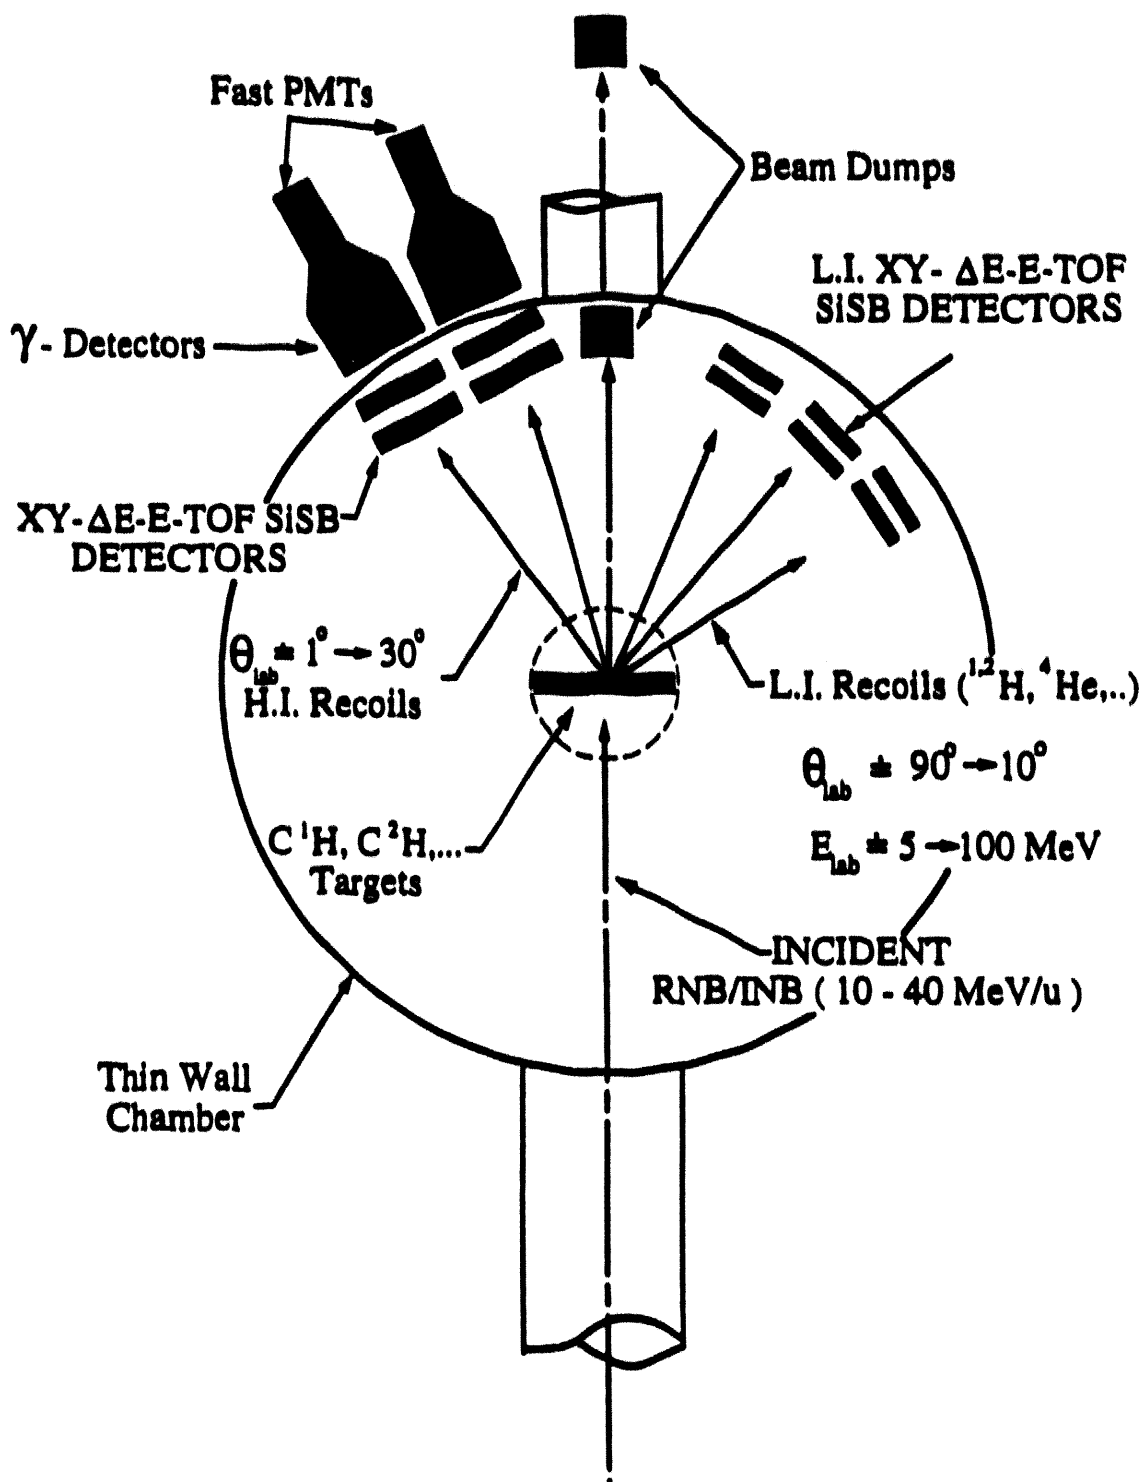 Fast PMTs
Beam Dumps
L.I. XY- ΔE-E-TOF
SiSB DETECTORS
γ- Detectors
XY-ΔE-E-TOF SiSB
DETECTORS
θlab ≐ 1° → 30°
H.I. Recoils
L.I. Recoils (¹,²H, ⁴He,..)
θlab ≐ 90° → 10°
C ¹H, C ²H,...
Targets
Elab ≐ 5 → 100 MeV
INCIDENT
RNB/INB ( 10 - 40 MeV/u )
Thin Wall
Chamber